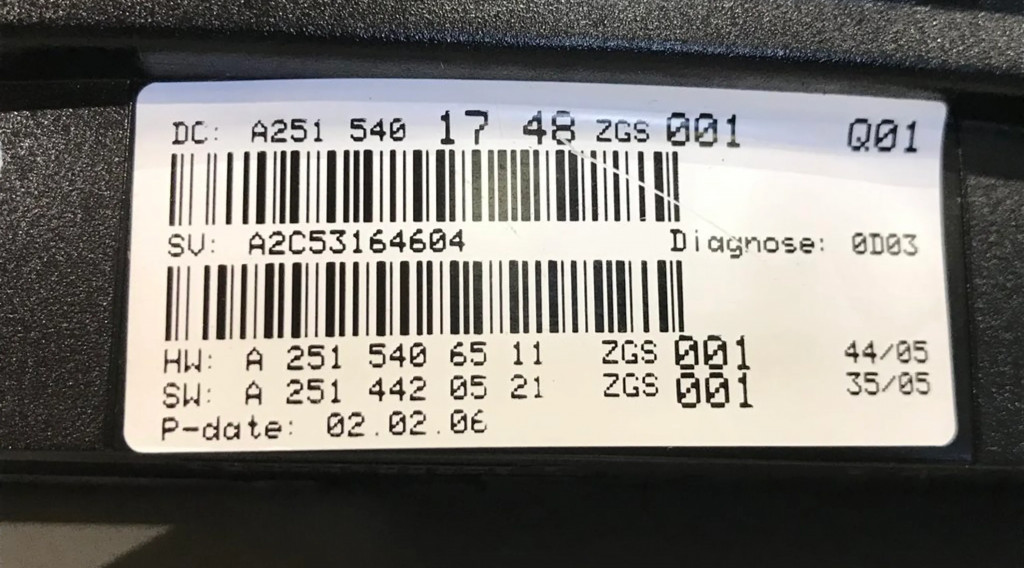 DC: A251 540 17 48 ZGS 001 Q01
SV: A2C53164604 Diagnose: 0D03
HW: A 251 540 65 11 ZGS 001 44/05
SW: A 251 442 05 21 ZGS 001 35/05
P-date: 02.02.06